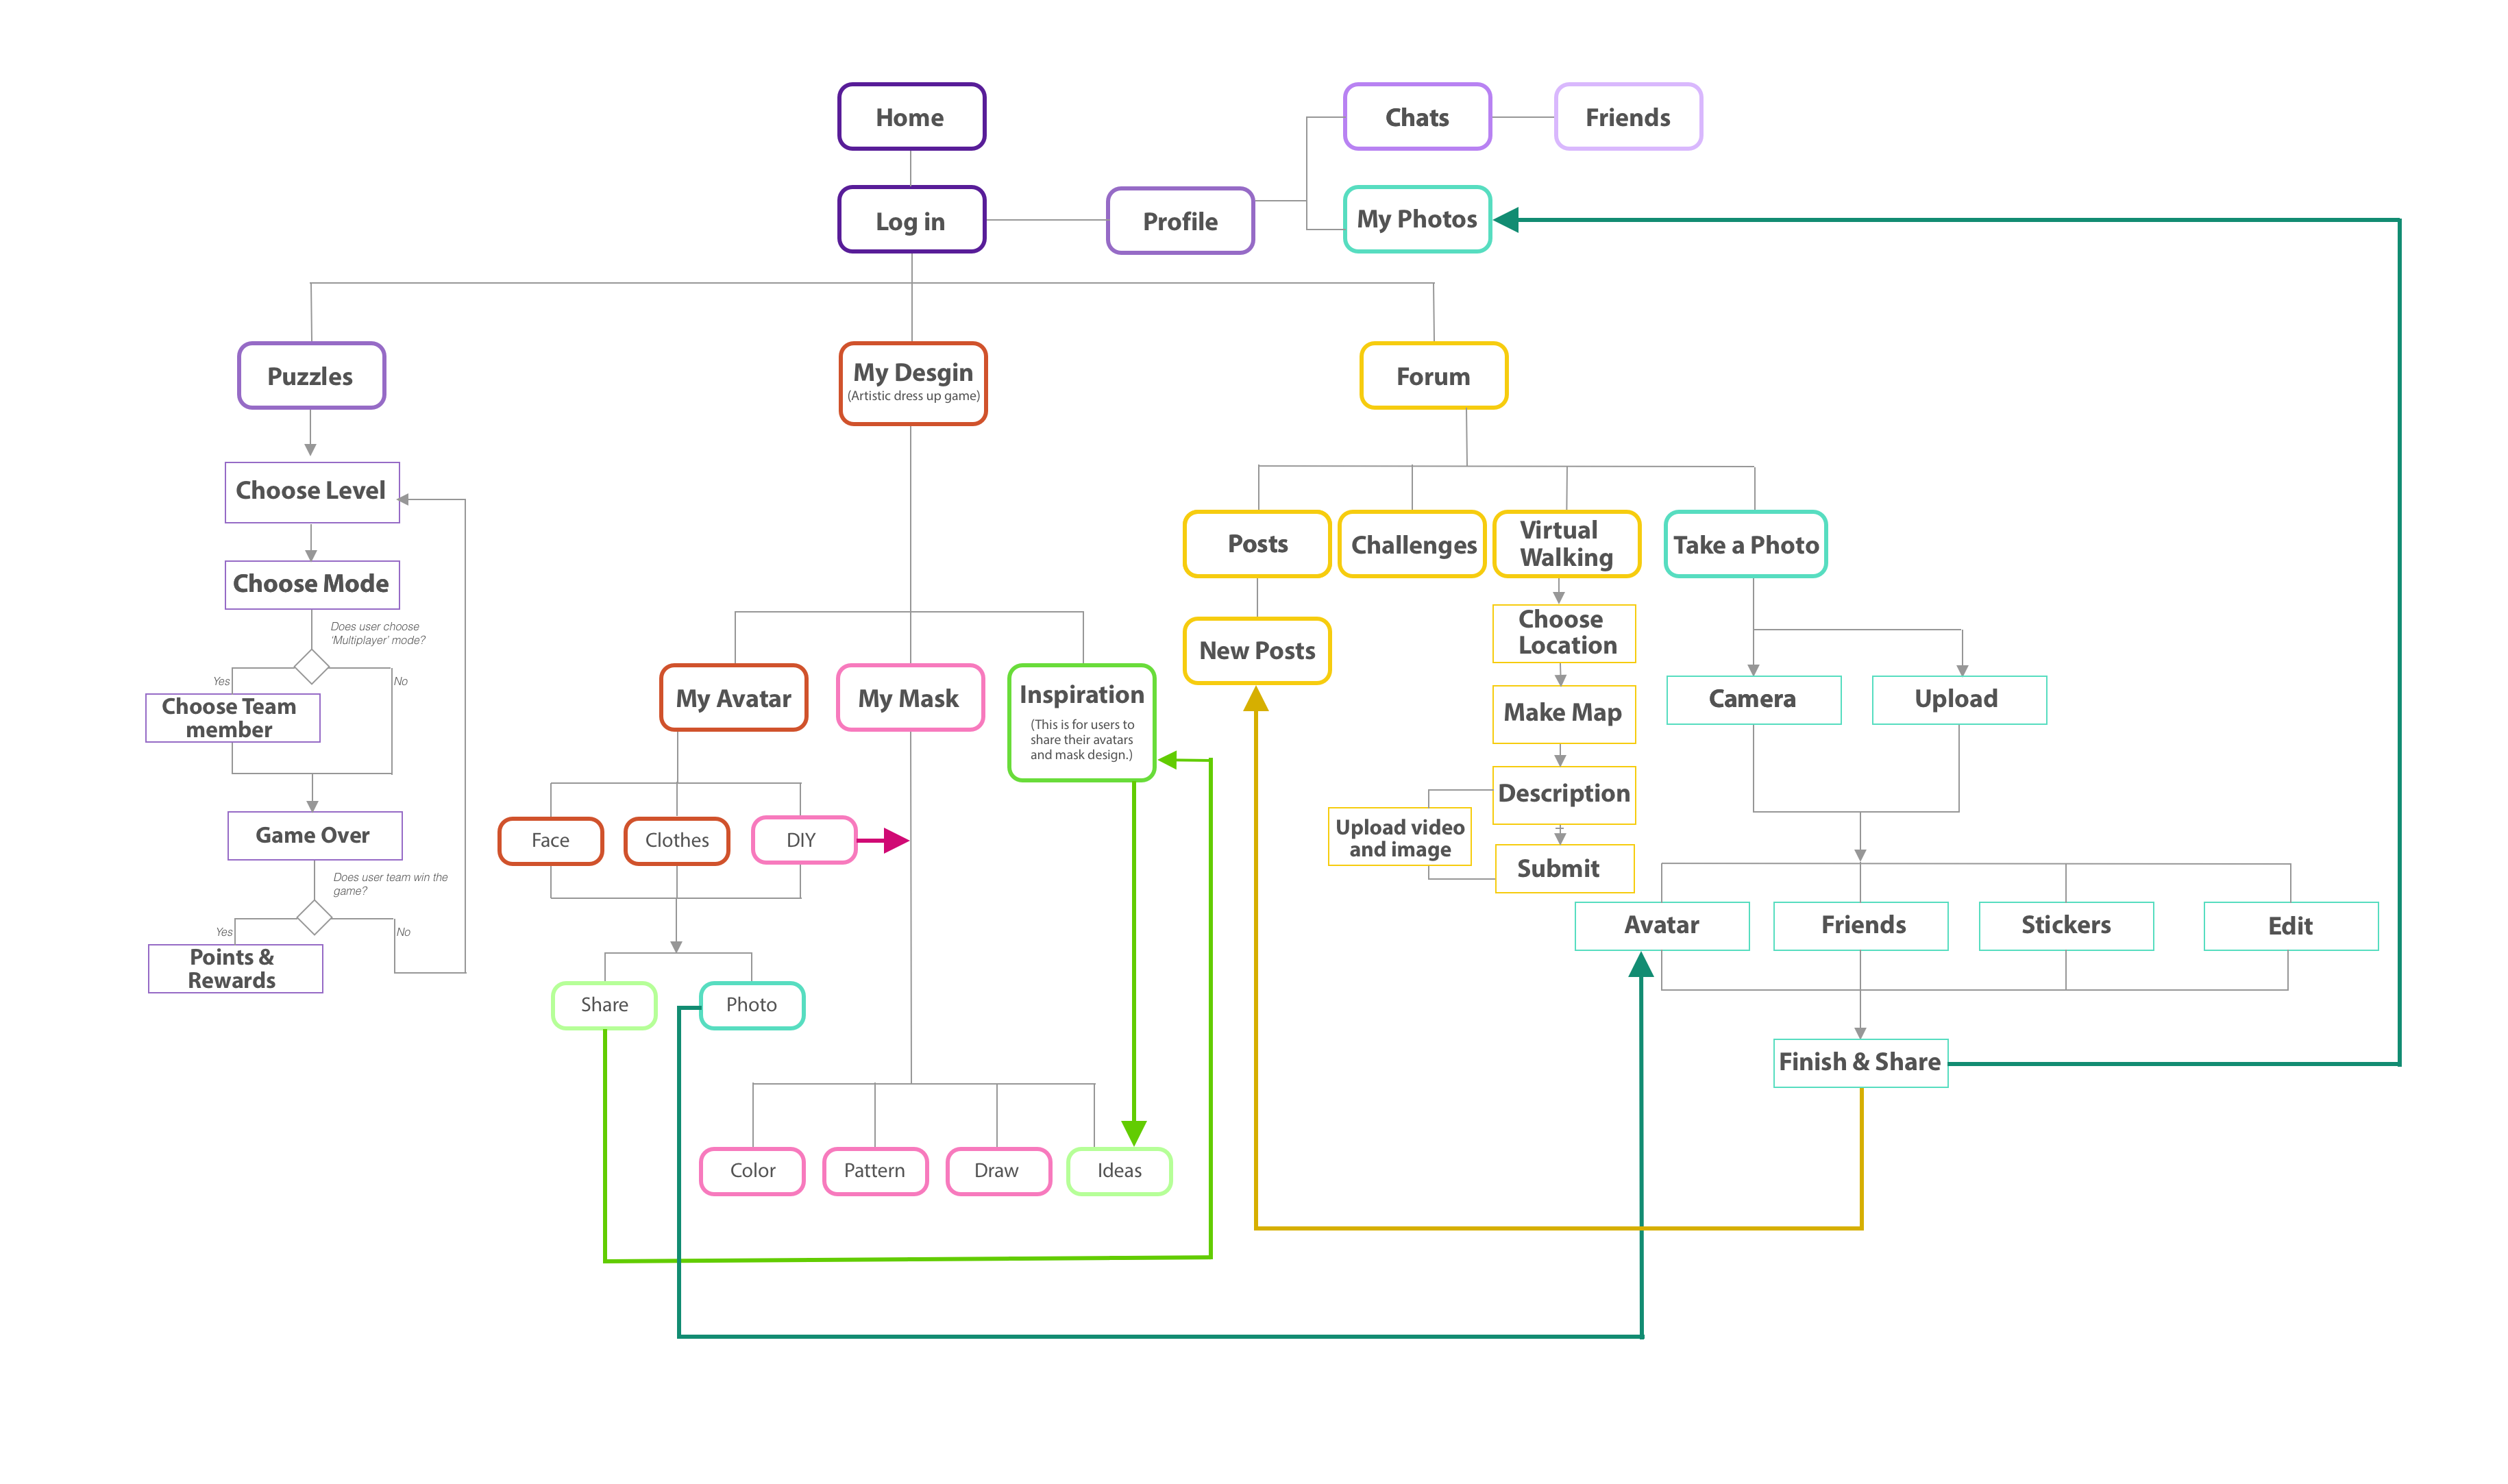 Home
Chats
Friends
Log in
Profile
My Photos
Puzzles
My Desgin
(Artistic dress up game)
Forum
Choose Level
Choose Mode
Does user choose
‘Multiplayer’ mode?
Yes
No
Choose Team
member
Game Over
Does user team win the
game?
Yes
No
Points &
Rewards
My Avatar
My Mask
Inspiration
(This is for users to
share their avatars
and mask design.)
Face
Clothes
DIY
Share
Photo
Color
Pattern
Draw
Ideas
Posts
Challenges
Virtual
Walking
Take a Photo
New Posts
Choose
Location
Make Map
Description
Upload video
and image
Submit
Camera
Upload
Avatar
Friends
Stickers
Edit
Finish & Share